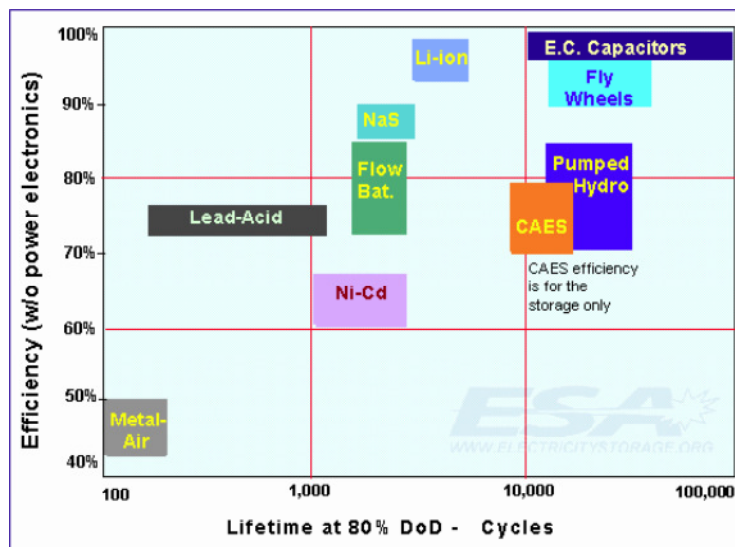 100%
90%
80%
70%
60%
50%
40%
Efficiency (w/o power electronics)
Li-ion
E.C. Capacitors
Fly
Wheels
NaS
Flow
Bat.
Pumped
Hydro
Lead-Acid
CAES
CAES efficiency
is for the
storage only
Ni-Cd
Metal-
Air
ESA
WWW.ELECTRICITYSTORAGE.ORG
100
1,000
10,000
100,000
Lifetime at 80% DoD - Cycles